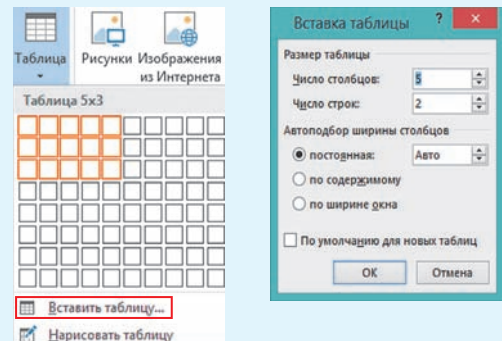 Таблица
Рисунки
Изображения
из Интернета
Таблица 5x3
Вставить таблицу...
Нарисовать таблицу
Вставка таблицы
?
×
Размер таблицы
Число столбцов: 5
Число строк: 2
Автоподбор ширины столбцов
постоянная: Авто
по содержимому
по ширине окна
По умолчанию для новых таблиц
ОК
Отмена